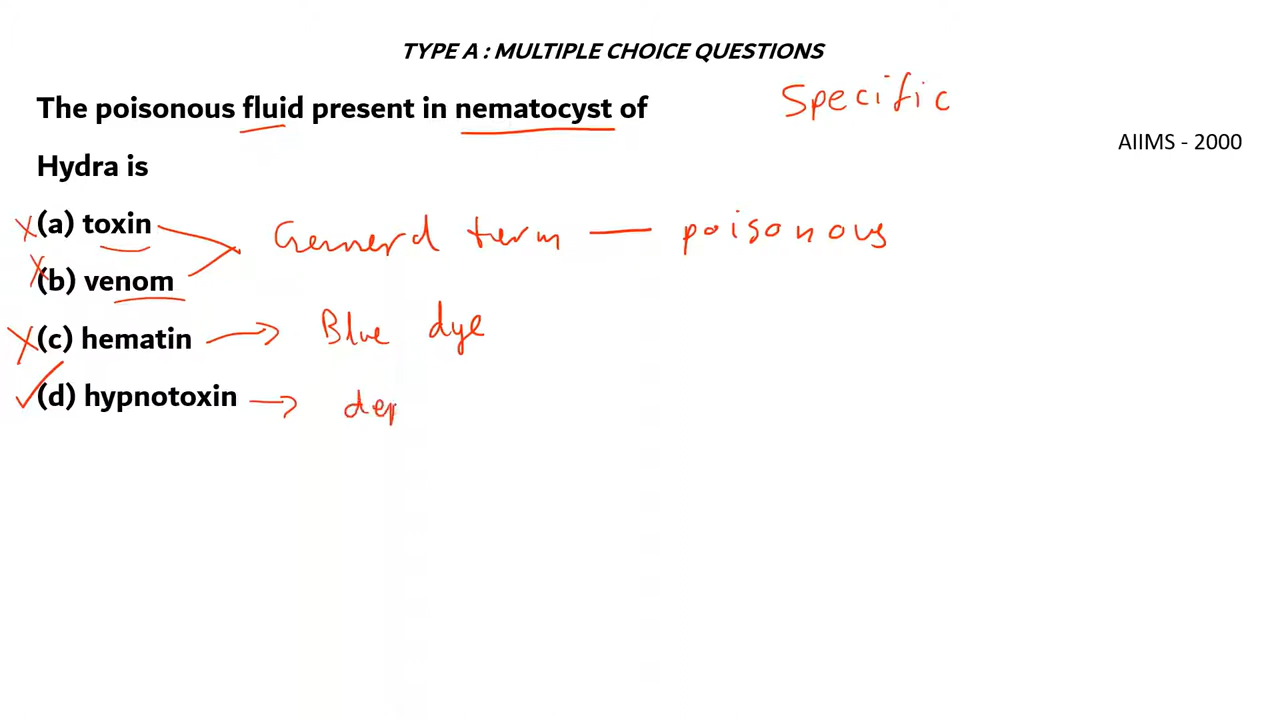 TYPE A : MULTIPLE CHOICE QUESTIONS
The poisonous fluid present in nematocyst of
Specific
AIIMS - 2000
Hydra is
x (a) toxin
General term — poisonous
x (b) venom
x (c) hematin → Blue dye
✓ (d) hypnotoxin → dep